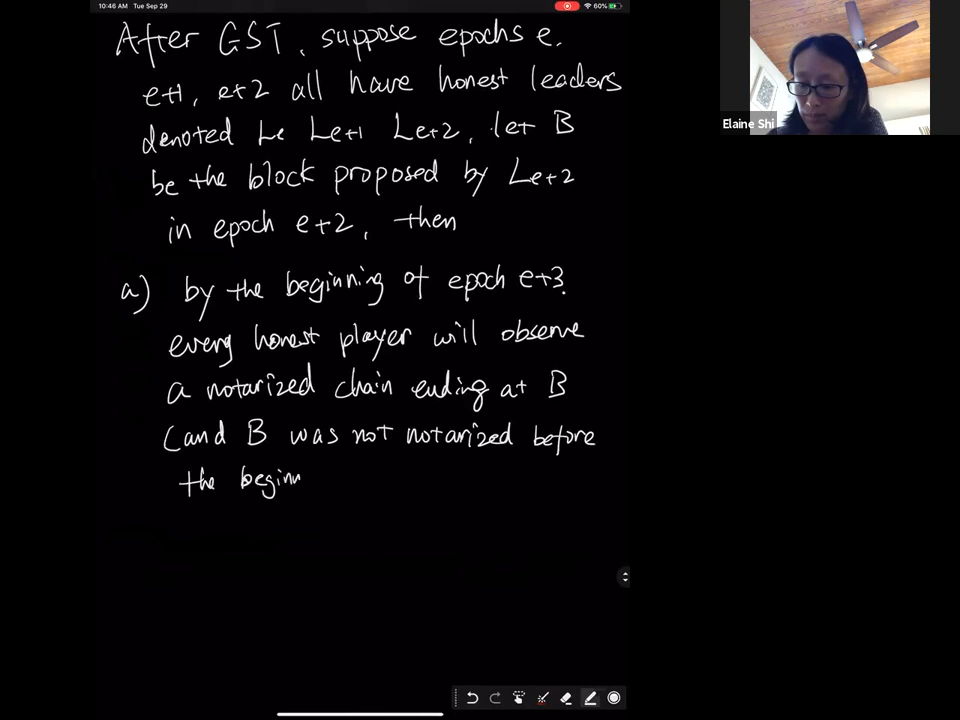 10:46 AM Tue Sep 29
60%
After GST, suppose epochs e,
e+1, e+2 all have honest leaders
denoted Le Le+1 Le+2, let B
be the block proposed by Le+2
in epoch e+2, then
a) by the beginning of epoch e+3,
every honest player will observe
a notarized chain ending at B
(and B was not notarized before
the beginn
Elaine Shi